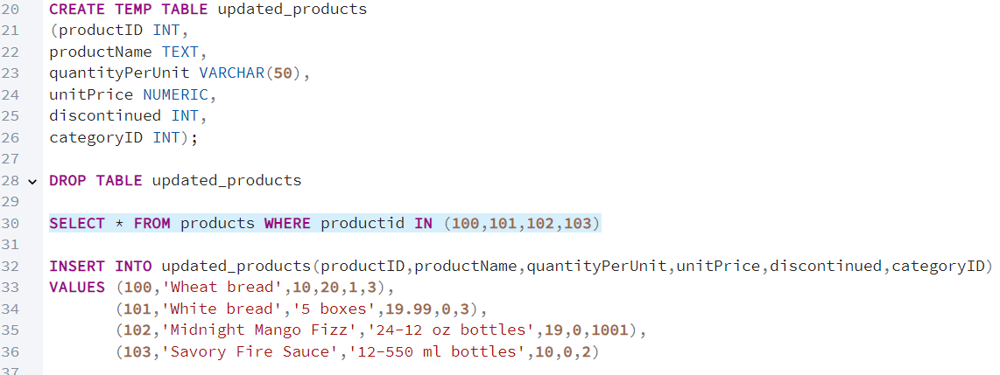 20 CREATE TEMP TABLE updated_products
21 (productID INT,
22 productName TEXT,
23 quantityPerUnit VARCHAR(50),
24 unitPrice NUMERIC,
25 discontinued INT,
26 categoryID INT);
27
28 DROP TABLE updated_products
29
30 SELECT * FROM products WHERE productid IN (100,101,102,103)
31
32 INSERT INTO updated_products(productID,productName,quantityPerUnit,unitPrice,discontinued,categoryID)
33 VALUES (100,'Wheat bread',10,20,1,3),
34 (101,'White bread','5 boxes',19.99,0,3),
35 (102,'Midnight Mango Fizz','24-12 oz bottles',19,0,1001),
36 (103,'Savory Fire Sauce','12-550 ml bottles',10,0,2)
37